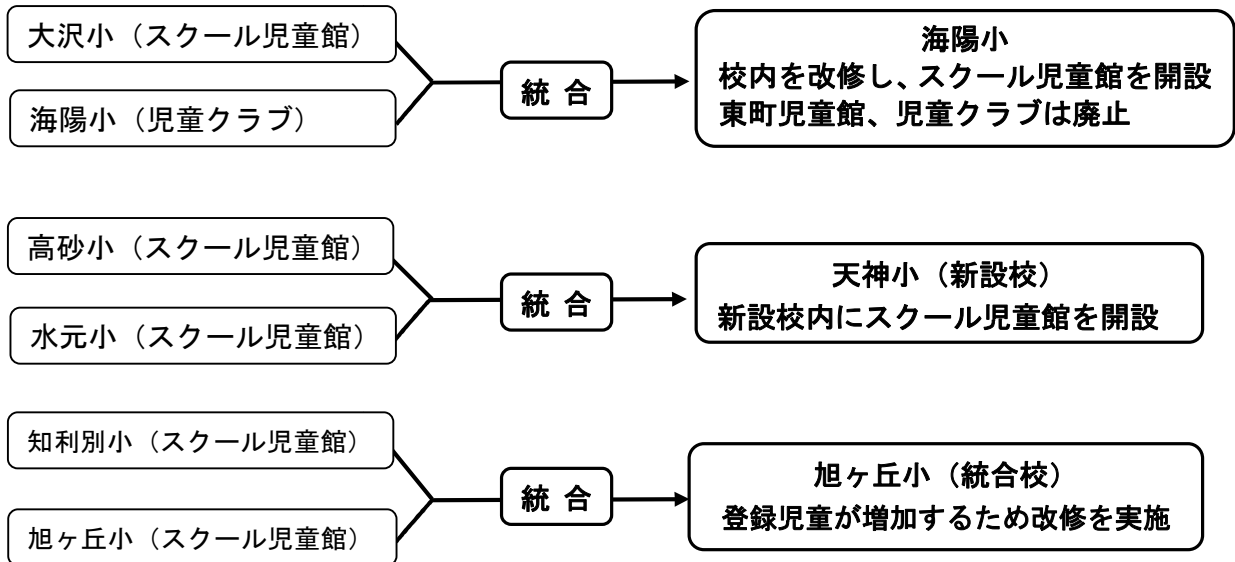 大沢小（スクール児童館）
海陽小（児童クラブ）
統合
海陽小
校内を改修し、スクール児童館を開設
東町児童館、児童クラブは廃止
高砂小（スクール児童館）
水元小（スクール児童館）
統合
天神小（新設校）
新設校内にスクール児童館を開設
知利別小（スクール児童館）
旭ヶ丘小（スクール児童館）
統合
旭ヶ丘小（統合校）
登録児童が増加するため改修を実施